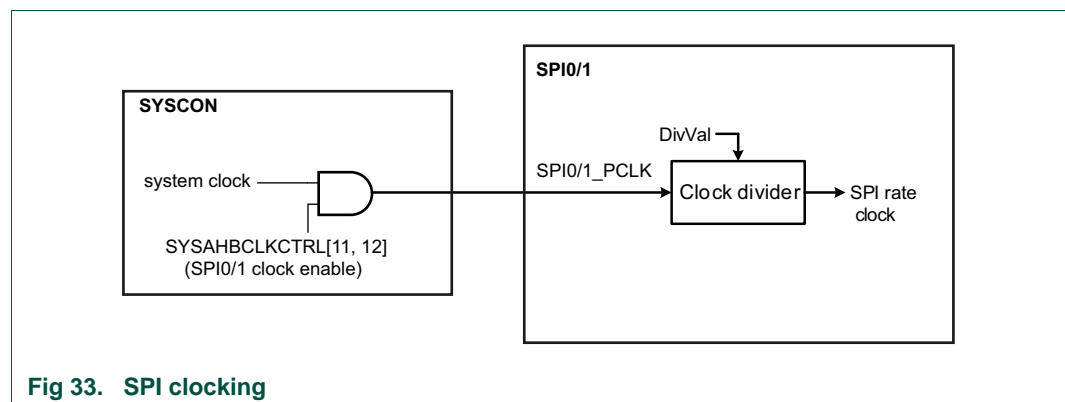 SPI0/1
SYSCON
DivVal
system clock
SPI0/1_PCLK
Clock divider
SPI rate
clock
SYSAHBCLKCTRL[11, 12]
(SPI0/1 clock enable)
Fig 33. SPI clocking